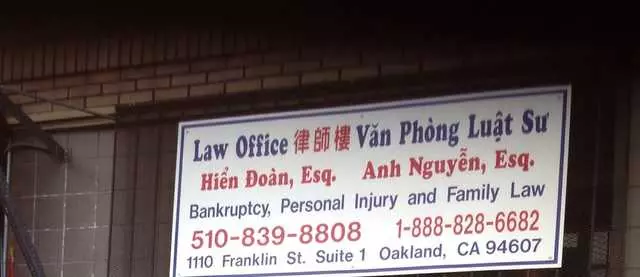 Law Office 律師樓 Văn Phòng Luật Sư
Hiển Đoàn, Esq. Anh Nguyễn, Esq.
Bankruptcy, Personal Injury and Family Law
510-839-8808 1-888-828-6682
1110 Franklin St. Suite 1 Oakland, CA 94607